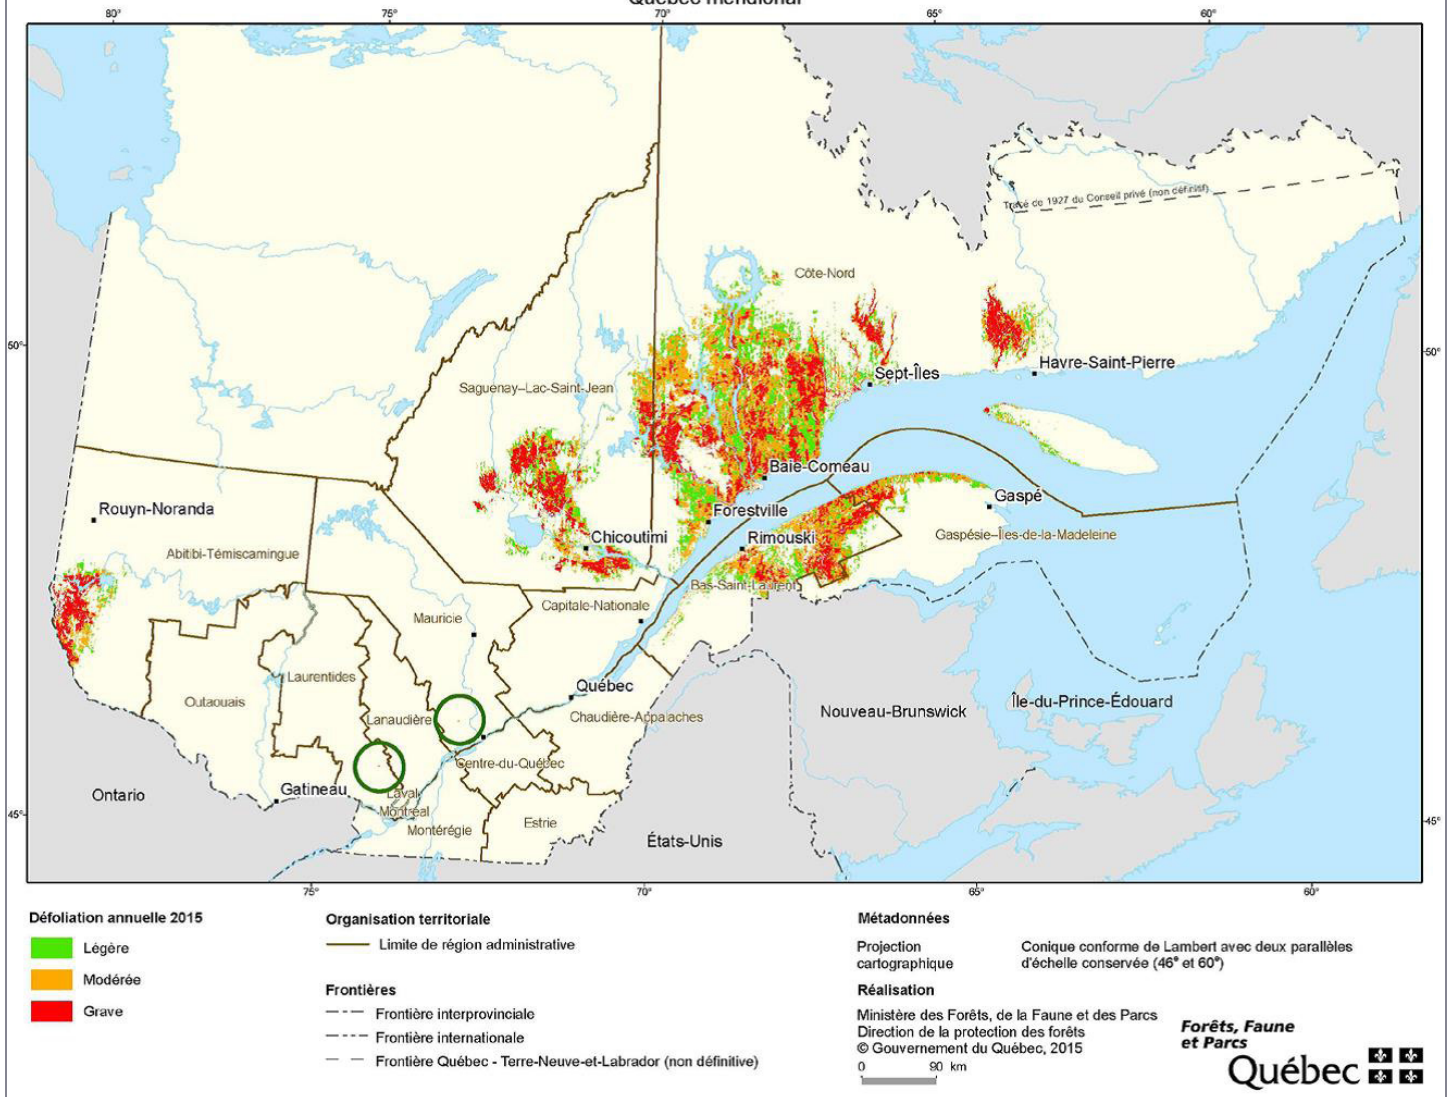 Québec méridional
80°
75°
70°
65°
60°
Tracé de 1927 du Conseil privé (non définitif)
Côte-Nord
50°
50°
Sept-Îles
Havre-Saint-Pierre
Saguenay–Lac-Saint-Jean
Baie-Comeau
Gaspé
Rouyn-Noranda
Forestville
Chicoutimi
Rimouski
Gaspésie–Îles-de-la-Madeleine
Abitibi-Témiscamingue
Bas-Saint-Laurent
Capitale-Nationale
Mauricie
Laurentides
Québec
Outaouais
Île-du-Prince-Édouard
Lanaudière
Chaudière-Appalaches
Nouveau-Brunswick
Centre-du-Québec
Gatineau
Laval
Ontario
Montréal
45°
45°
Montérégie
Estrie
États-Unis
75°
70°
65°
60°
Défoliation annuelle 2015
Légère
Modérée
Grave
Organisation territoriale
Limite de région administrative
Frontières
Frontière interprovinciale
Frontière internationale
Frontière Québec - Terre-Neuve-et-Labrador (non définitive)
Métadonnées
Projection cartographique
Conique conforme de Lambert avec deux parallèles
d'échelle conservée (46° et 60°)
Réalisation
Ministère des Forêts, de la Faune et des Parcs
Direction de la protection des forêts
© Gouvernement du Québec, 2015
0 90 km
Forêts, Faune
et Parcs
Québec